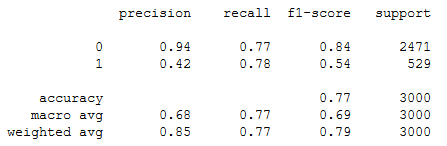 precision recall f1-score support
0 0.94 0.77 0.84 2471
1 0.42 0.78 0.54 529
accuracy 0.77 3000
macro avg 0.68 0.77 0.69 3000
weighted avg 0.85 0.77 0.79 3000